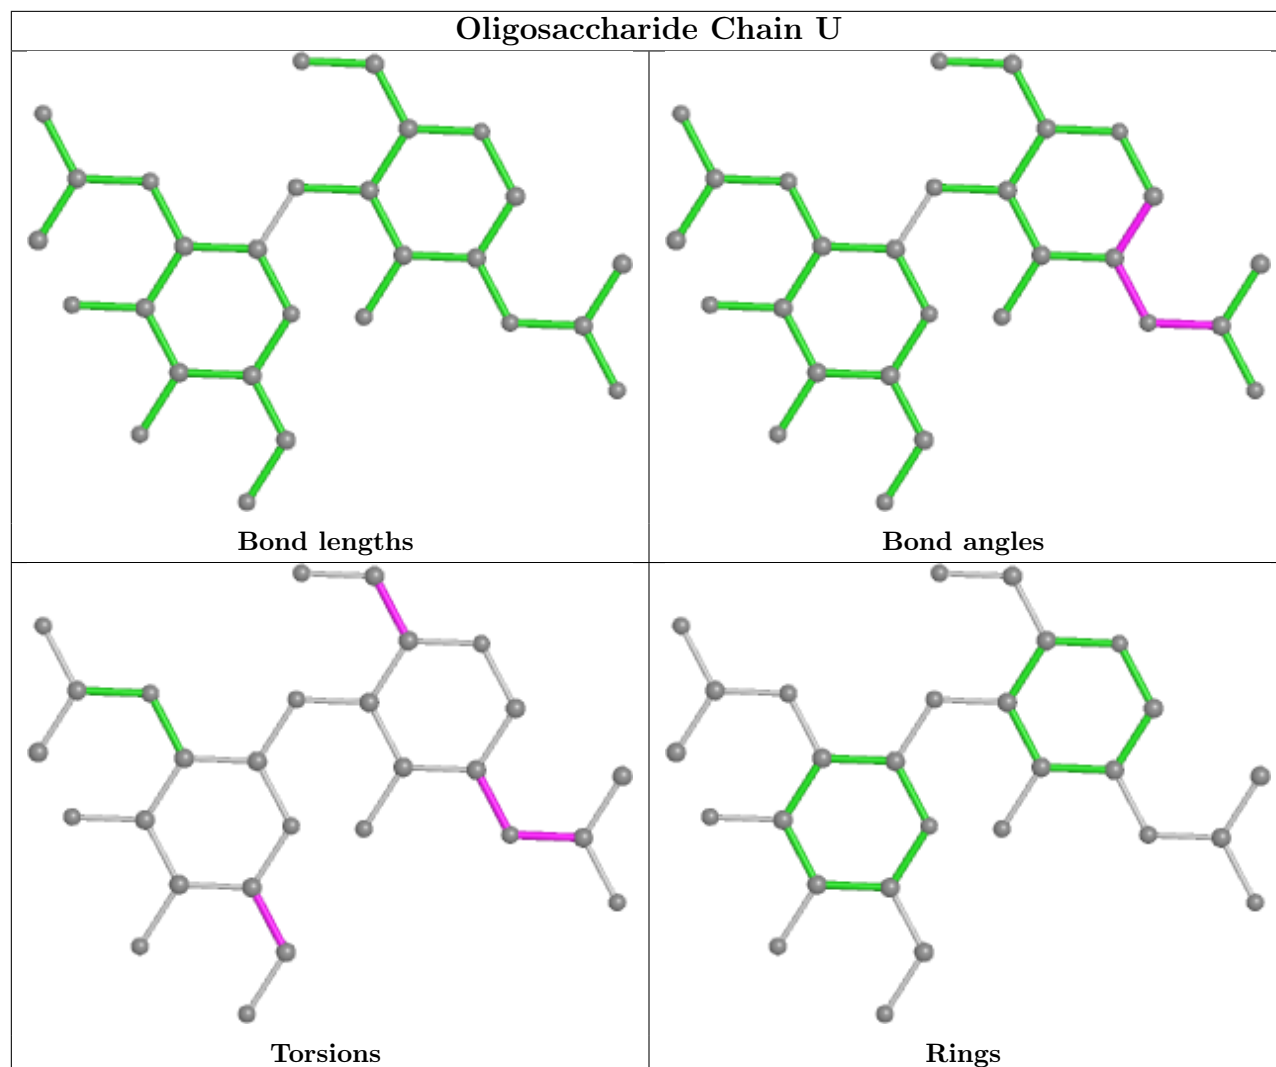 Oligosaccharide Chain U
Bond lengths
Bond angles
Torsions
Rings